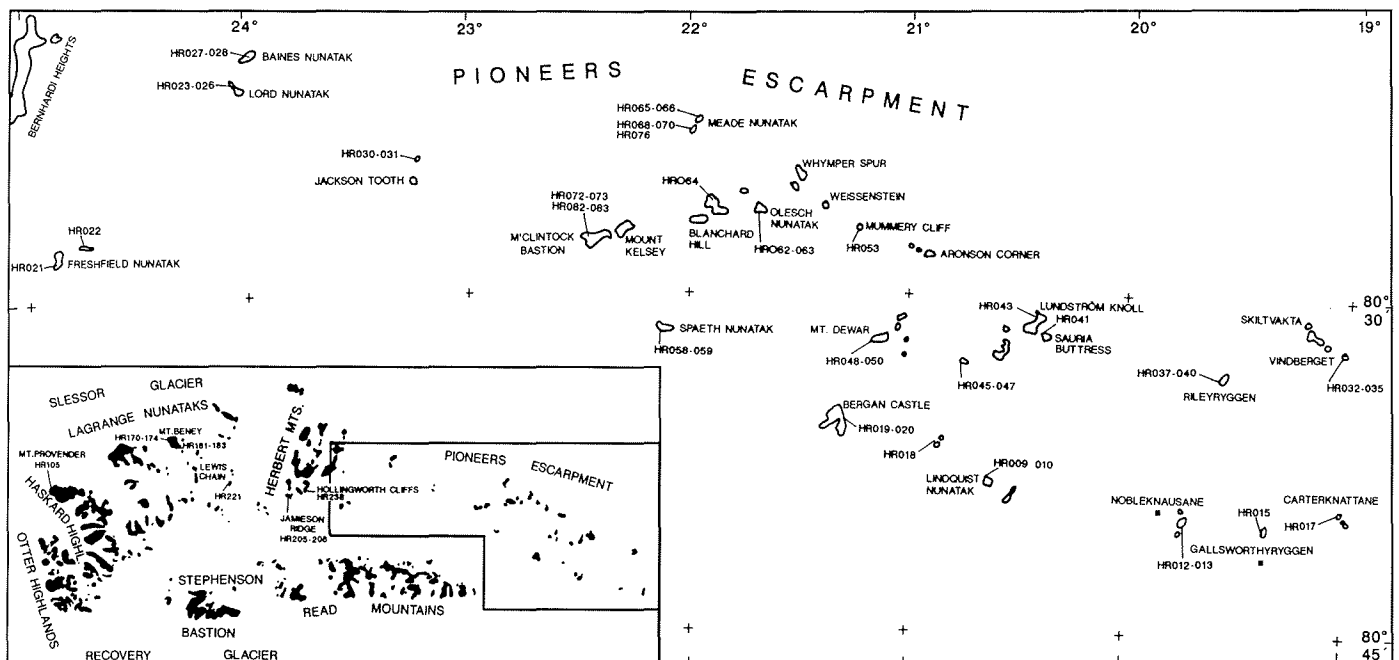 24°
23°
22°
21°
20°
19°
BERNHARDI HEIGHTS
HR027-028
BAINES NUNATAK
HR023-026
LORD NUNATAK
PIONEERS ESCARPMENT
HR065-066
HR068-070
HR076
MEADE NUNATAK
HR030-031
JACKSON TOOTH
WHYMPER SPUR
HR064
WEISSENSTEIN
HR072-073
HR082-083
M'CLINTOCK
BASTION
MOUNT
KELSEY
BLANCHARD
HILL
OLESCH
NUNATAK
HR062-063
MUMMERY CLIFF
HR053
ARONSON CORNER
HR022
HR021
FRESHFIELD NUNATAK
80°
30'
SPAETH NUNATAK
HR058-059
MT. DEWAR
HR048-050
HR043
LUNDSTRÖM KNOLL
HR041
SAURIA
BUTTRESS
HR045-047
SKILTVAKTA
VINDBERGET
HR032-035
HR037-040
RILEYRYGGEN
BERGAN CASTLE
HR019-020
HR018
HR009 010
LINDQUIST
NUNATAK
NOBLEKNAUSANE
HR012-013
HR015
GALLSWORTHYRYGGEN
CARTERKNATTANE
HR017
80°
45'
SLESSOR GLACIER
LAGRANGE NUNATAKS
MT. BENEY
HR170-174
HR181-183
MT. PROVENDER
HR105
LEWIS
CHAIN
HR221
HASKARD HIGHL
OTTER HIGHLANDS
HERBERT MTS.
HOLLINGWORTH CLIFFS
HR238
JAMIESON
RIDGE
HR205-208
PIONEERS
ESCARPMENT
STEPHENSON
BASTION
READ MOUNTAINS
RECOVERY GLACIER